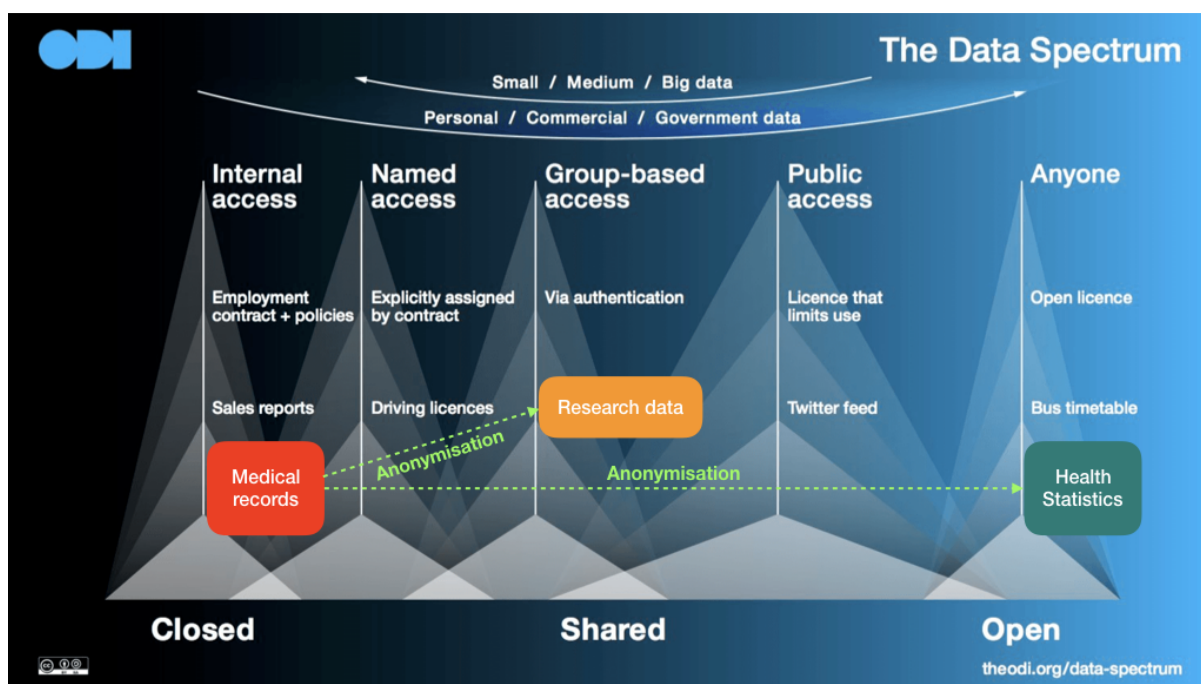 ODI
The Data Spectrum
Small / Medium / Big data
Personal / Commercial / Government data
Internal
access
Named
access
Group-based
access
Public
access
Anyone
Employment
contract + policies
Explicitly assigned
by contract
Via authentication
Licence that
limits use
Open licence
Sales reports
Driving licences
Research data
Twitter feed
Bus timetable
Anonymisation
Medical
records
Anonymisation
Health
Statistics
Closed
Shared
Open
theodi.org/data-spectrum